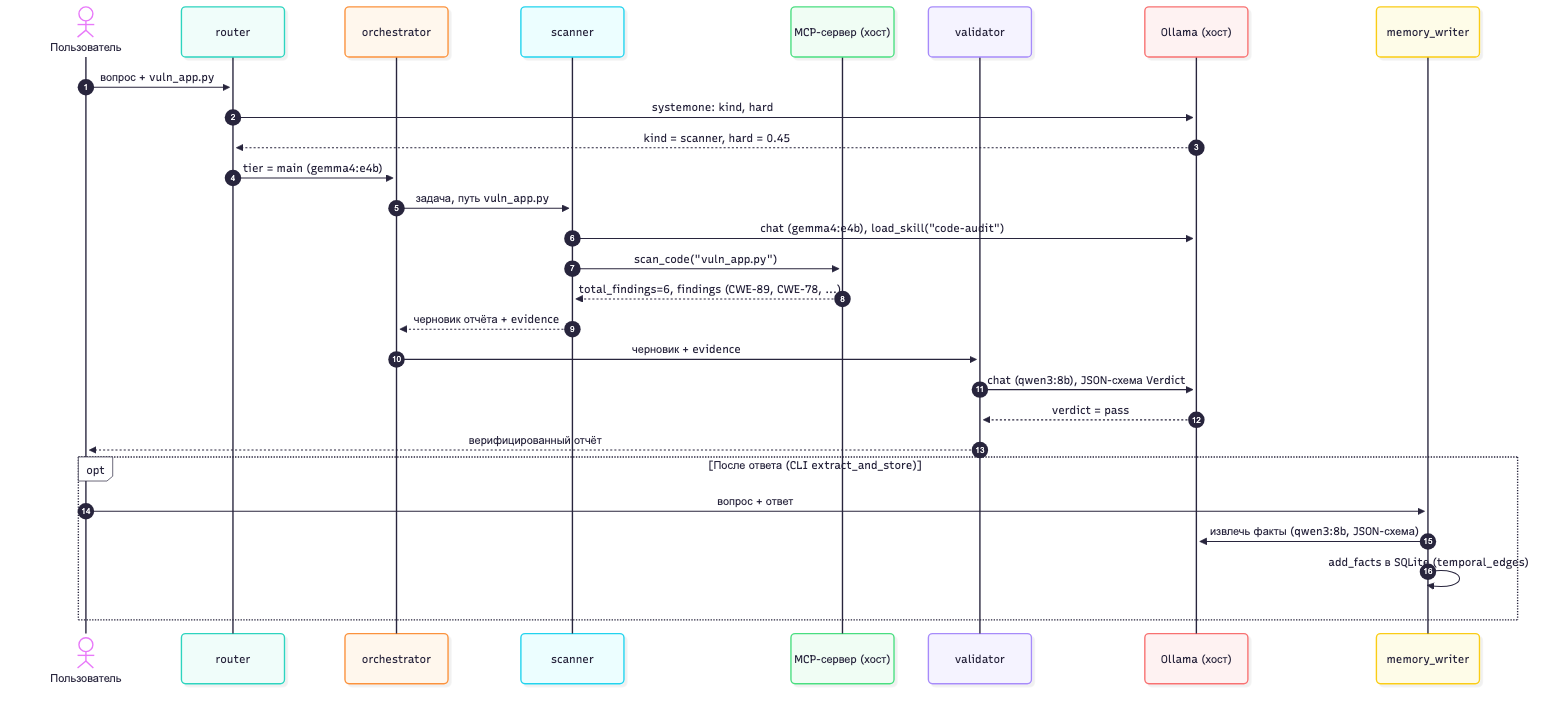 Пользователь
router
orchestrator
scanner
MCP-сервер (хост)
validator
Ollama (хост)
memory_writer
1
вопрос + vuln_app.py
2
systemone: kind, hard
kind = scanner, hard = 0.45
3
4
tier = main (gemma4:e4b)
5
задача, путь vuln_app.py
6
chat (gemma4:e4b), load_skill("code-audit")
7
scan_code("vuln_app.py")
total_findings=6, findings (CWE-89, CWE-78, ...)
8
черновик отчёта + evidence
9
10
черновик + evidence
11
chat (qwen3:8b), JSON-схема Verdict
verdict = pass
12
верифицированный отчёт
13
opt
[После ответа (CLI extract_and_store)]
14
вопрос + ответ
извлечь факты (qwen3:8b, JSON-схема)
15
add_facts в SQLite (temporal_edges)
16
Пользователь
router
orchestrator
scanner
MCP-сервер (хост)
validator
Ollama (хост)
memory_writer